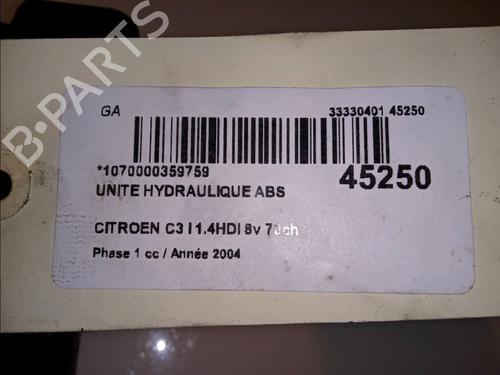 GA 33330401 45250
*1070000359759 45250
UNITE HYDRAULIQUE ABS
CITROEN C3 I 1.4HDI 8v
Phase 1 cc / Année 2004
B-PARTS